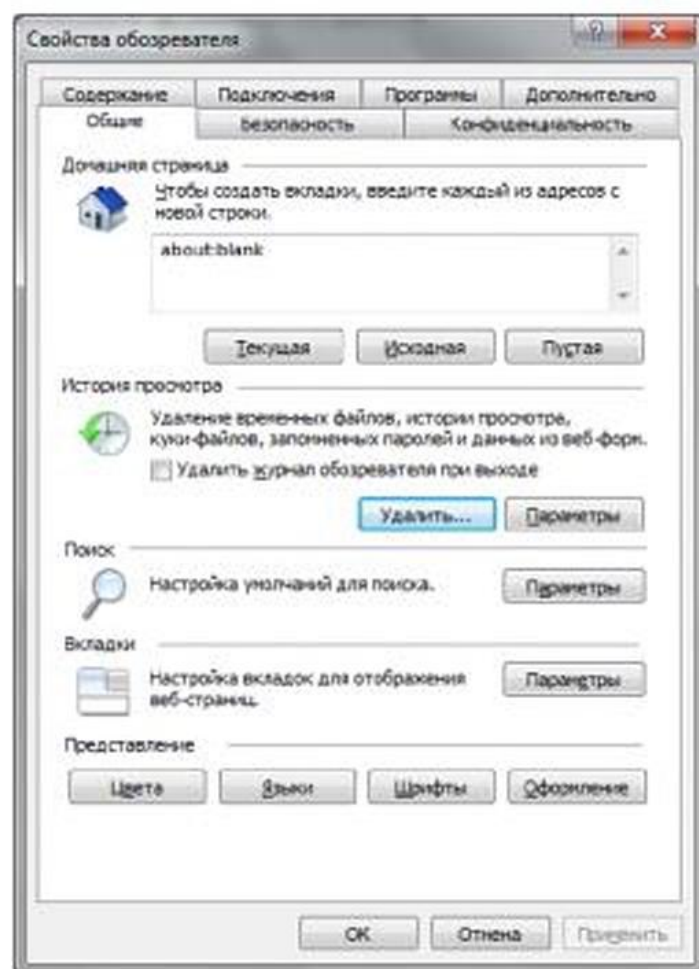 Свойства обозревателя
Содержание Подключения Программы Дополнительно
Общие Безопасность Конфиденциальность
Домашняя страница
Чтобы создать вкладки, введите каждый из адресов с
новой строки.
about:blank
Текущая Исходная Пустая
История просмотра
Удаление временных файлов, истории просмотра,
куки-файлов, запомненных паролей и данных из веб-форм.
Удалить журнал обозревателя при выходе
Удалить... Параметры
Поиск
Настройка умолчаний для поиска. Параметры
Вкладки
Настройка вкладок для отображения
веб-страниц. Параметры
Представление
Цвета Языки Шрифты Оформление
ОК Отмена Применить